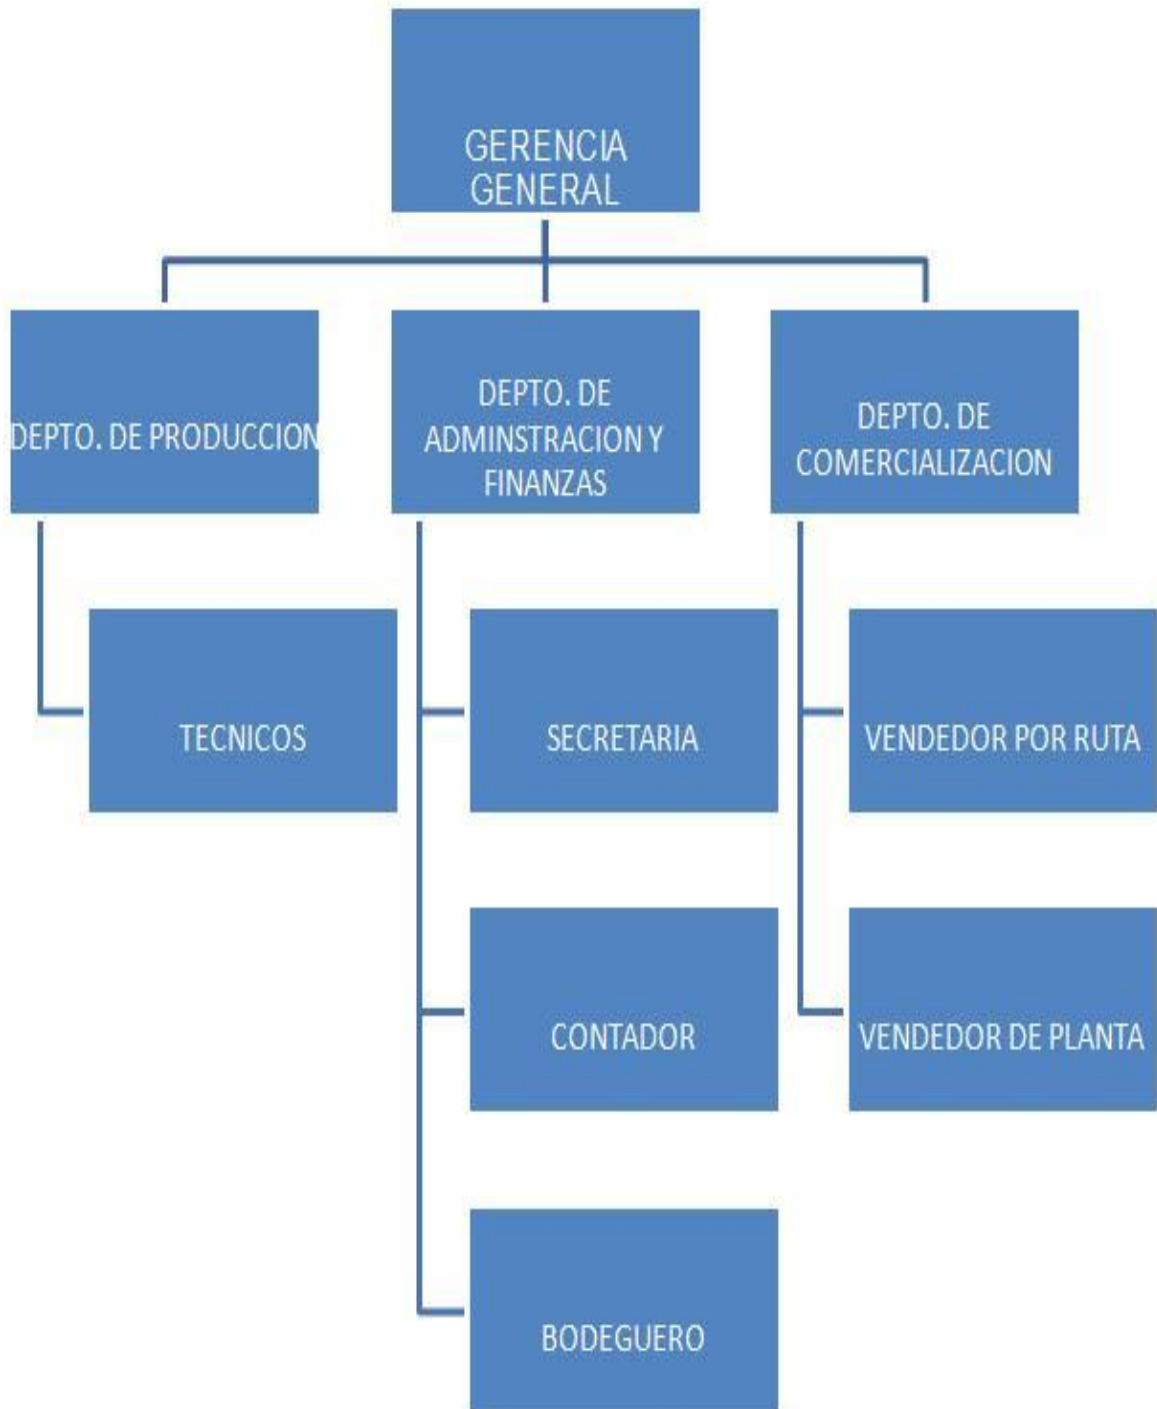 GERENCIA
GENERAL
DEPTO. DE PRODUCCION
DEPTO. DE
ADMINSTRACION Y
FINANZAS
DEPTO. DE
COMERCIALIZACION
TECNICOS
SECRETARIA
VENDEDOR POR RUTA
CONTADOR
VENDEDOR DE PLANTA
BODEGUERO